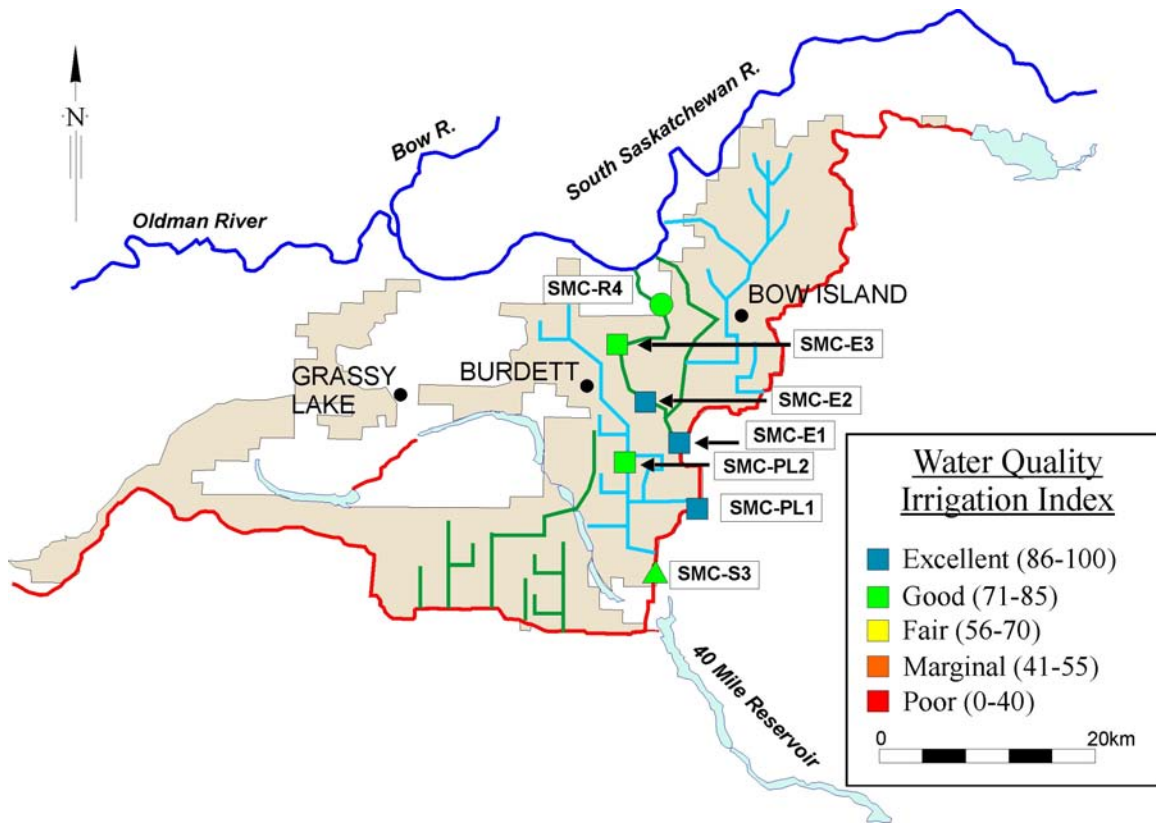 N
Bow R.
South Saskatchewan R.
Oldman River
SMC-R4
BOW ISLAND
SMC-E3
GRASSY
LAKE
BURDETT
SMC-E2
SMC-E1
SMC-PL2
SMC-PL1
SMC-S3
40 Mile Reservoir
Water Quality
Irrigation Index
Excellent (86-100)
Good (71-85)
Fair (56-70)
Marginal (41-55)
Poor (0-40)
0 20km